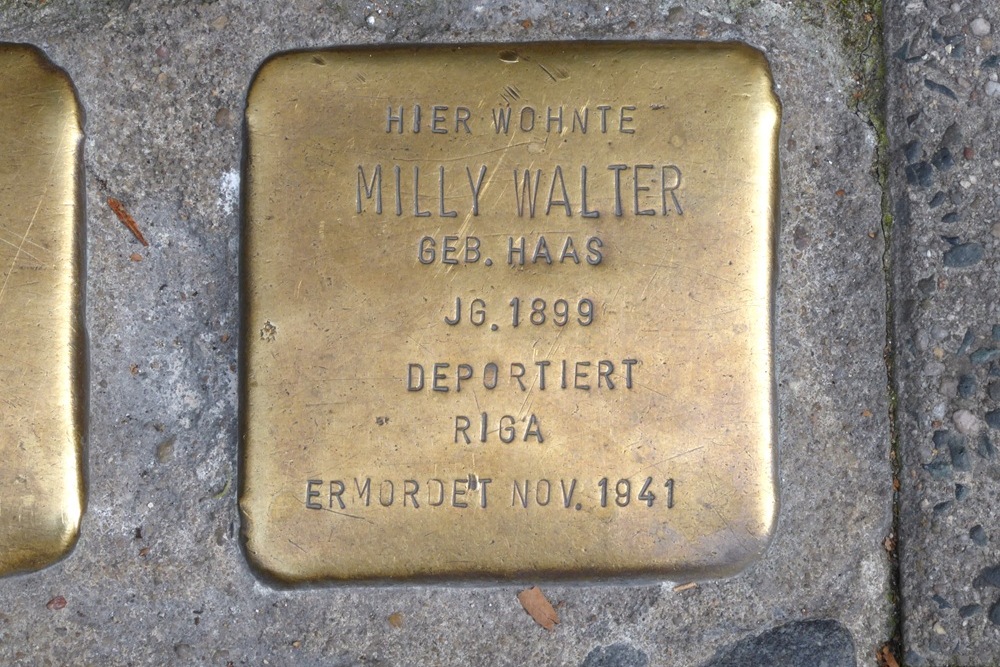 HIER WOHNTE
MILLY WALTER
GEB. HAAS
JG. 1899
DEPORTIERT
RIGA
ERMORDET NOV. 1941